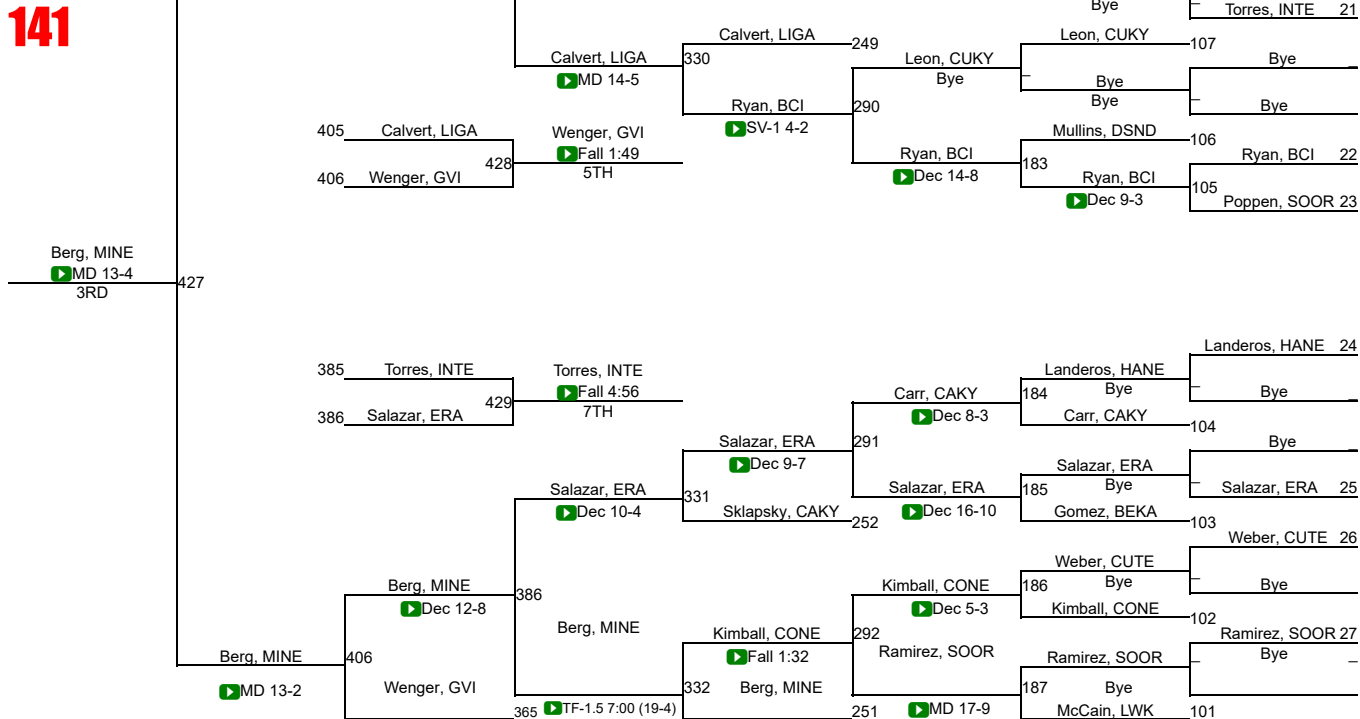 141
Bye
Torres, INTE 21
Calvert, LIGA
249
Leon, CUKY
107
Calvert, LIGA
330
Leon, CUKY
Bye
MD 14-5
Bye
Bye
Ryan, BCI
290
Bye
Bye
SV-1 4-2
405 Calvert, LIGA
Wenger, GVI
Mullins, DSND
106
Fall 1:49
428
5TH
Ryan, BCI
183
Ryan, BCI 22
406 Wenger, GVI
Dec 14-8
Ryan, BCI
105
Dec 9-3
Poppen, SOOR 23
Berg, MINE
MD 13-4
427
3RD
Landeros, HANE 24
385 Torres, INTE
Torres, INTE
Landeros, HANE
Fall 4:56
429
7TH
Carr, CAKY
184
Bye
Bye
386 Salazar, ERA
Dec 8-3
Carr, CAKY
104
Salazar, ERA
291
Bye
Dec 9-7
Salazar, ERA
Salazar, ERA
331
Salazar, ERA
185
Bye
Salazar, ERA 25
Dec 10-4
Sklapsky, CAKY
252
Dec 16-10
Gomez, BEKA
103
Weber, CUTE 26
Weber, CUTE
Berg, MINE
386
Kimball, CONE
186
Bye
Bye
Dec 12-8
Dec 5-3
Kimball, CONE
102
Berg, MINE
Kimball, CONE
292
Ramirez, SOOR 27
Berg, MINE
406
Fall 1:32
Ramirez, SOOR
Ramirez, SOOR
Bye
MD 13-2
Wenger, GVI
332
Berg, MINE
187
Bye
365
TF-1.5 7:00 (19-4)
251
MD 17-9
McCain, LWK
101